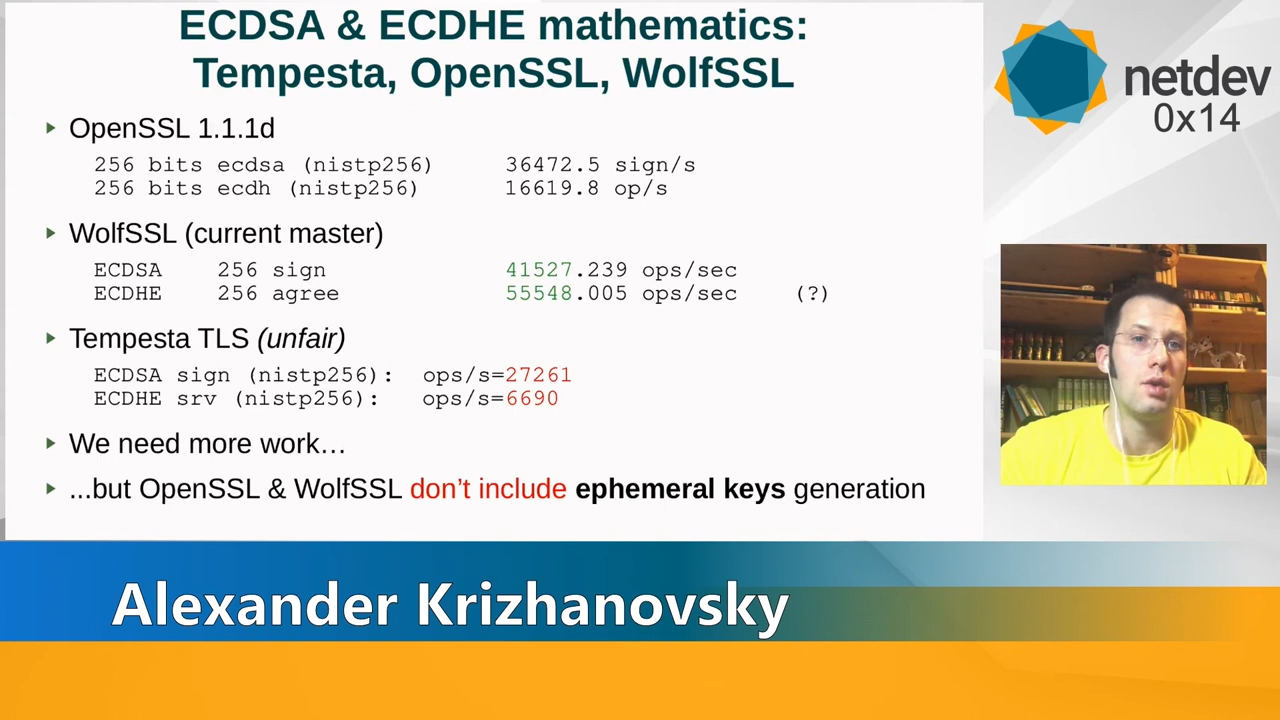 ECDSA & ECDHE mathematics:
Tempesta, OpenSSL, WolfSSL
OpenSSL 1.1.1d
256 bits ecdsa (nistp256) 36472.5 sign/s
256 bits ecdh (nistp256) 16619.8 op/s
WolfSSL (current master)
ECDSA 256 sign 41527.239 ops/sec
ECDHE 256 agree 55548.005 ops/sec (?)
Tempesta TLS (unfair)
ECDSA sign (nistp256): ops/s=27261
ECDHE srv (nistp256): ops/s=6690
We need more work…
...but OpenSSL & WolfSSL don't include ephemeral keys generation
netdev
0x14
Alexander Krizhanovsky